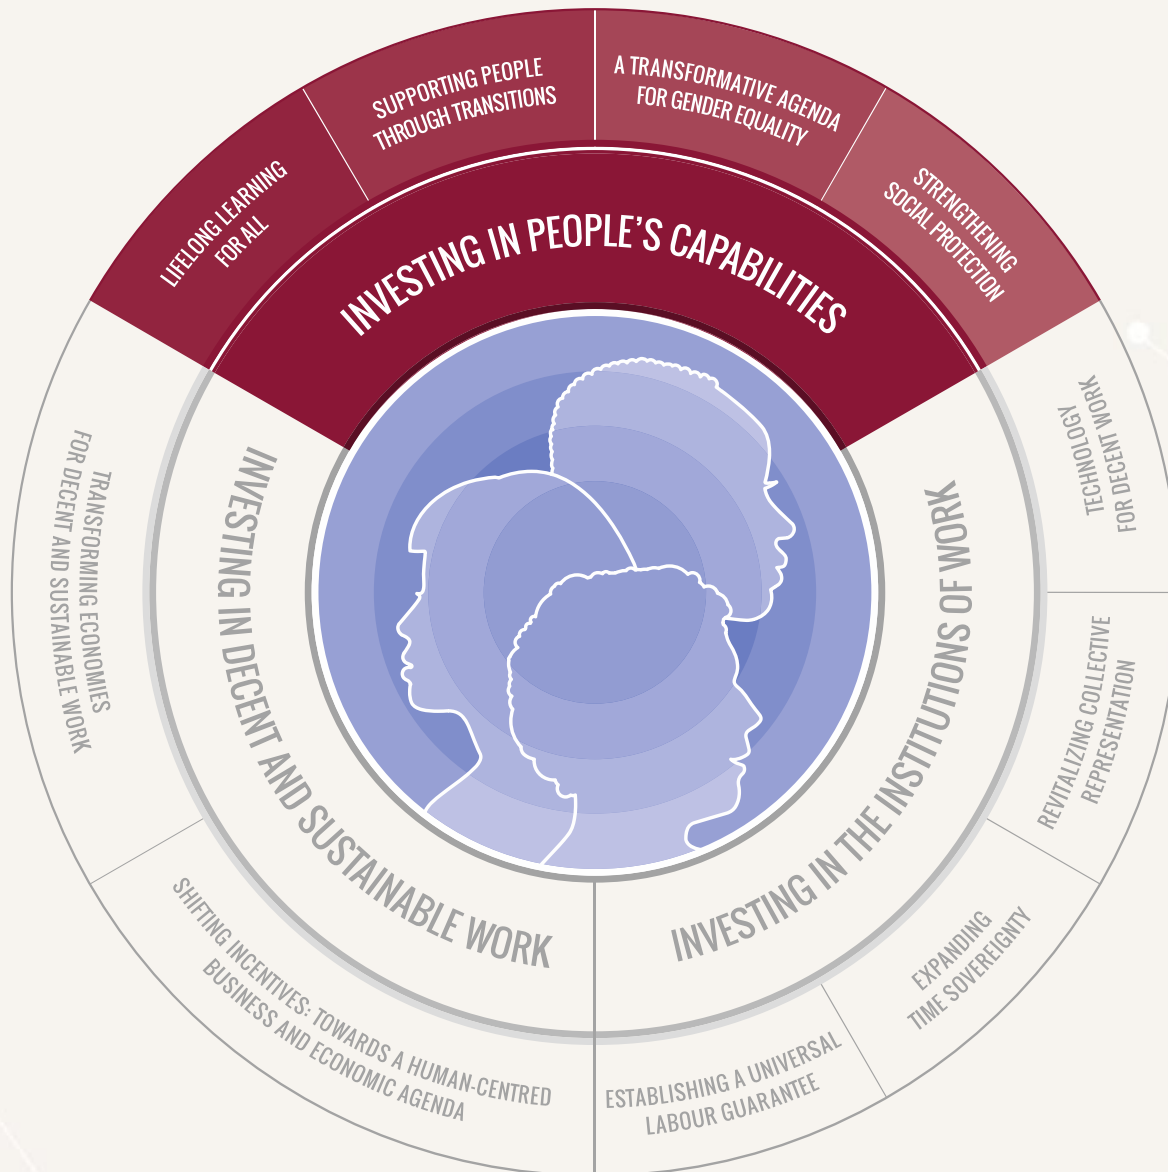 LIFELONG LEARNING
FOR ALL
SUPPORTING PEOPLE
THROUGH TRANSITIONS
A TRANSFORMATIVE AGENDA
FOR GENDER EQUALITY
STRENGTHENING
SOCIAL PROTECTION
INVESTING IN PEOPLE’S CAPABILITIES
TECHNOLOGY
FOR DECENT WORK
REVITALIZING COLLECTIVE
REPRESENTATION
EXPANDING
TIME SOVEREIGNTY
ESTABLISHING A UNIVERSAL
LABOUR GUARANTEE
INVESTING IN THE INSTITUTIONS OF WORK
TRANSFORMING ECONOMIES
FOR DECENT AND SUSTAINABLE WORK
SHIFTING INCENTIVES: TOWARDS A HUMAN-CENTRED
BUSINESS AND ECONOMIC AGENDA
INVESTING IN DECENT AND SUSTAINABLE WORK